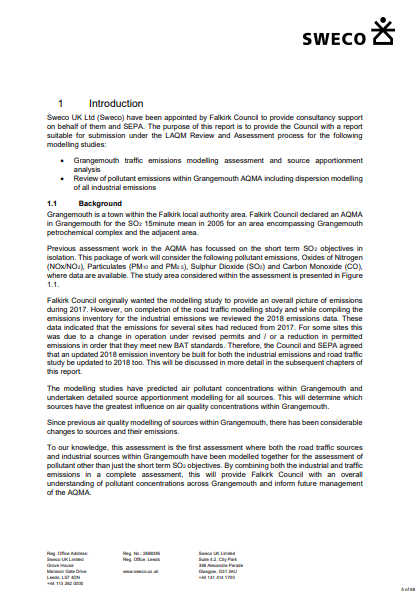 SWECO
1 Introduction
Sweco UK Ltd (Sweco) have been appointed by Falkirk Council to provide consultancy support
on behalf of them and SEPA. The purpose of this report is to provide the Council with a report
suitable for submission under the LAQM Review and Assessment process for the following
modelling studies:
• Grangemouth traffic emissions modelling assessment and source apportionment
analysis
• Review of pollutant emissions within Grangemouth AQMA including dispersion modelling
of all industrial emissions
1.1 Background
Grangemouth is a town within the Falkirk local authority area. Falkirk Council declared an AQMA
in Grangemouth for the SO2 15minute mean in 2005 for an area encompassing Grangemouth
petrochemical complex and the adjacent area.
Previous assessment work in the AQMA has focussed on the short term SO2 objectives in
isolation. This package of work will consider the following pollutants emissions, Oxides of Nitrogen
(NOx/NO2), Particulates (PM10 and PM2.5), Sulphur Dioxide (SO2) and Carbon Monoxide (CO),
where data are available. The study area considered within the assessment is presented in Figure
1.1.
Falkirk Council originally wanted the modelling study to provide an overall picture of emissions
during 2017. However, on completion of the road traffic modelling study and while compiling the
emissions inventory for the industrial emissions we reviewed the 2018 emissions data. These
data indicated that the emissions for several sites had reduced from 2017. For some sites this
was due to a change in operation under revised permits and / or a reduction in permitted
emissions in order that they meet new BAT standards. Therefore, the Council and SEPA agreed
that an updated 2018 emission inventory be built for both the industrial emissions and road traffic
study be updated to 2018 too. This will be discussed in more detail in the subsequent chapters of
this report.
The modelling studies have predicted air pollutant concentrations within Grangemouth and
undertaken detailed source apportionment modelling for all sources. This will determine which
sources have the greatest influence on air quality concentrations within Grangemouth.
Since previous air quality modelling of sources within Grangemouth, there has been considerable
changes to sources and their emissions.
To our knowledge, this assessment is the first assessment where both the road traffic sources
and industrial sources within Grangemouth have been modelled together for the assessment of
pollutant other than just the short term SO2 objectives. By combining both the industrial and traffic
emissions in a complete assessment, this will provide Falkirk Council with an overall
understanding of pollutant concentrations across Grangemouth and inform future management
of the AQMA.
Reg. Office Address
Sweco UK Limited
Grove House
Mansion Gate Drive
Leeds, LS7 4DN
+44 113 262 0000
Reg. No : 2888385
Reg. Office: Leeds
www.sweco.co.uk
Sweco UK Limited
Suite 4.2, City Park
368 Alexandra Parade
Glasgow, G31 3AU
+44 141 414 1700
5 of 68